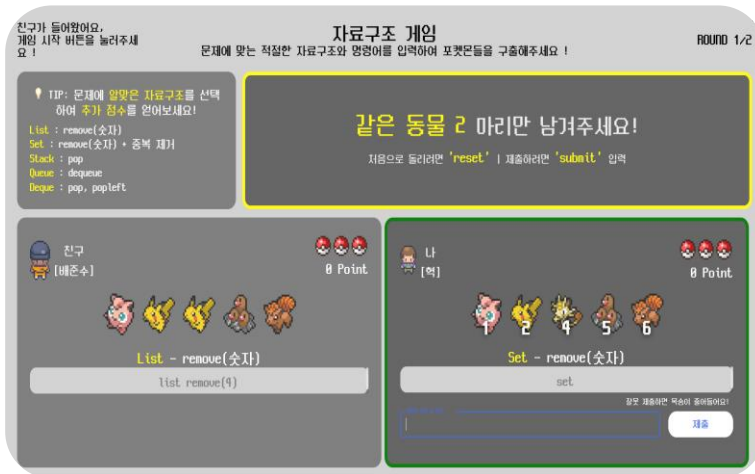 친구가 들어왔어요,
게임 시작 버튼을 눌러주세
요 !
자료구조 게임
문제에 맞는 적절한 자료구조와 명령어를 입력하여 포켓몬들을 구출해주세요 !
ROUND 1/2
TIP: 문제에 알맞은 자료구조를 선택
하여 추가 점수를 얻어보세요!
List : remove(숫자)
Set : remove(숫자) + 중복 제거
Stack : pop
Queue : dequeue
Deque : pop, popleft
같은 동물 2 마리만 남겨주세요!
처음으로 돌리려면 'reset' | 제출하려면 'submit' 입력
친구
[배준수]
0 Point
List - remove(숫자)
list remove(4)
나
[혁]
0 Point
1 2 4 5 6
Set - remove(숫자)
set
잘못 제출하면 목숨이 줄어들어요!
제출